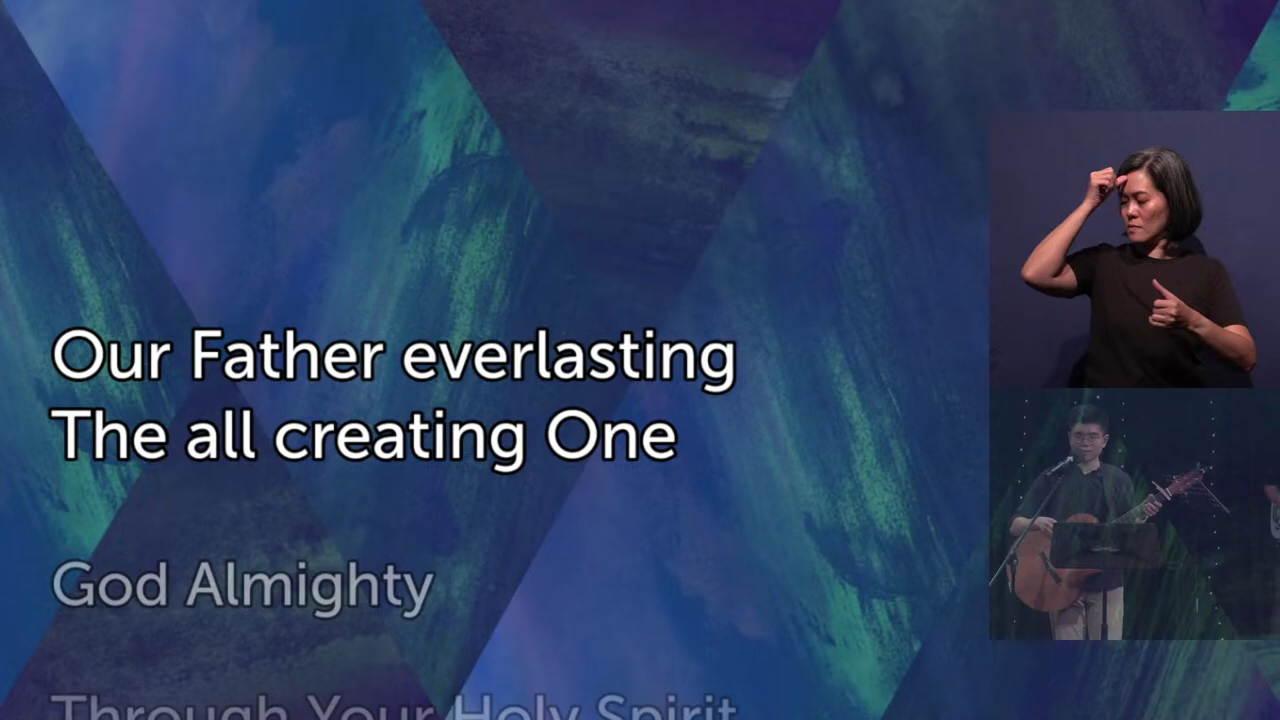 Our Father everlasting
The all creating One
God Almighty
Through Your Holy Spirit